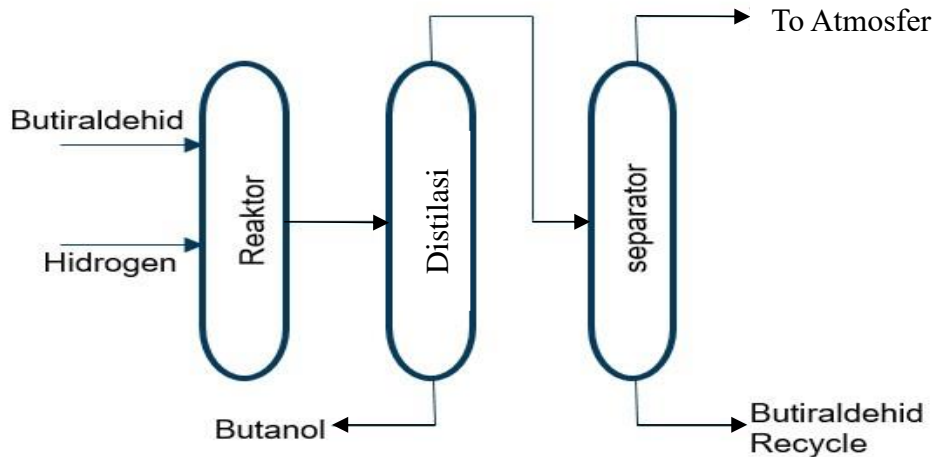 To Atmosfer
Butiraldehid
Hidrogen
Reaktor
Distilasi
separator
Butanol
Butiraldehid
Recycle